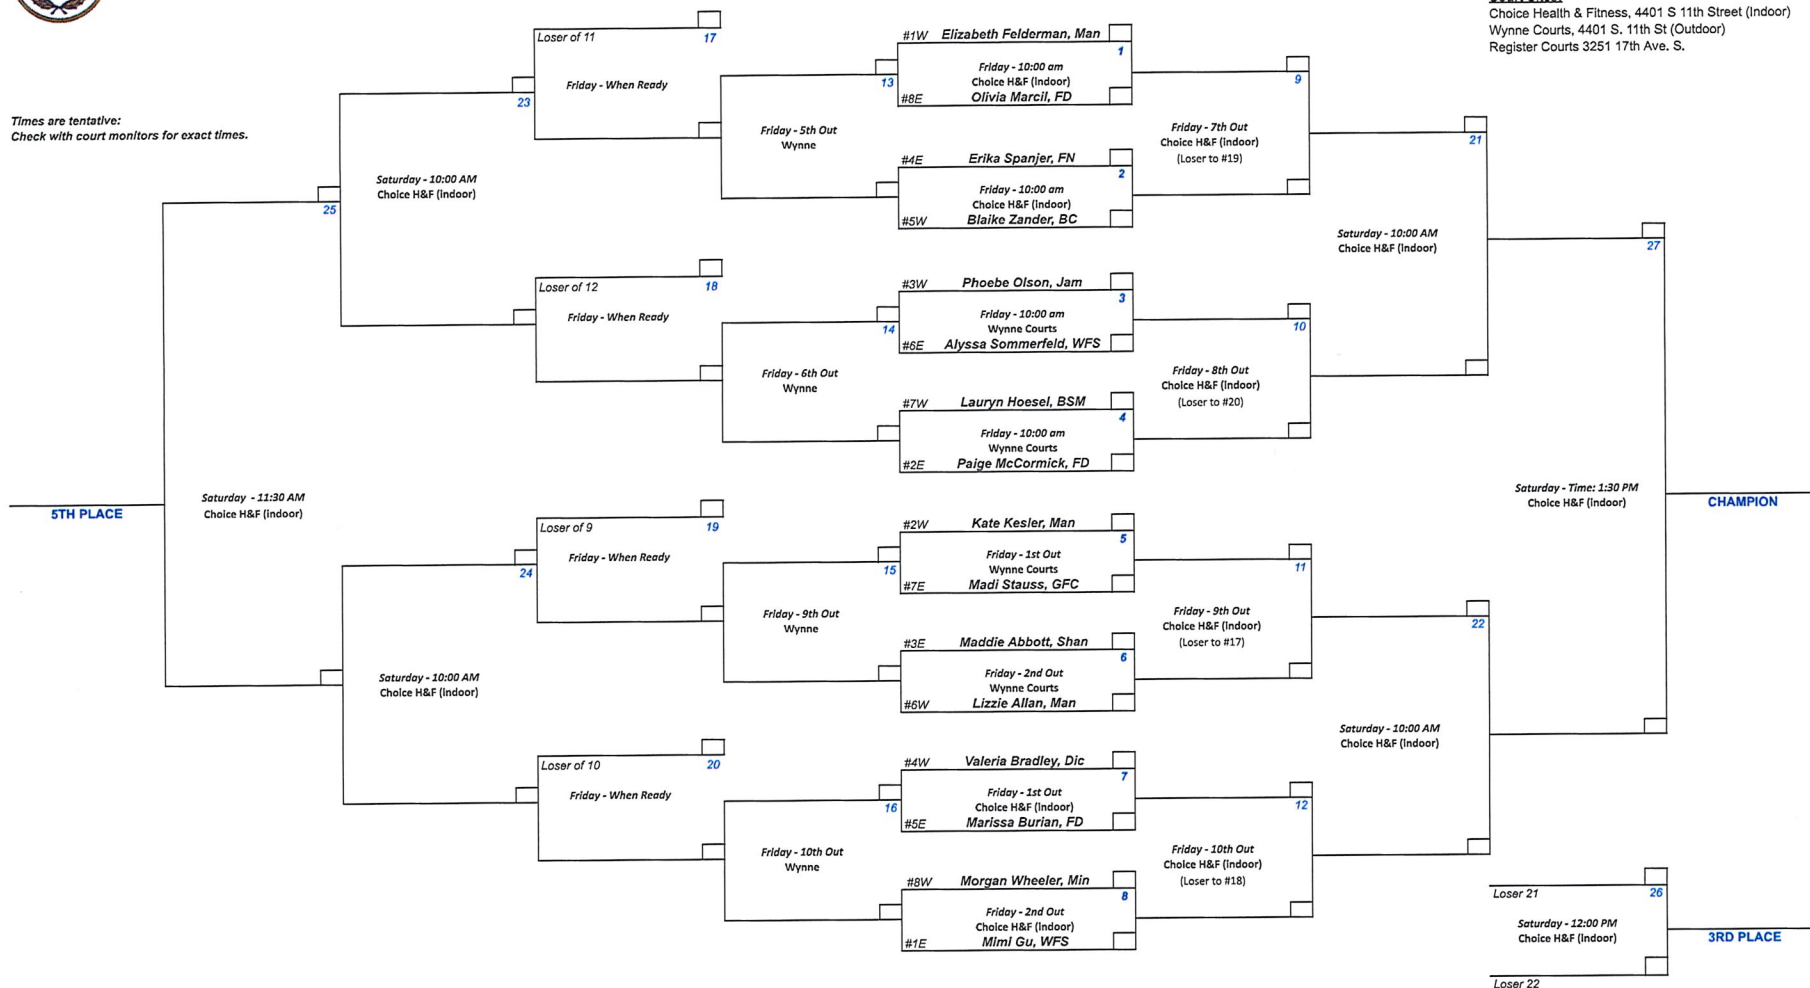 Choice Health & Fitness, 4401 S 11th Street (Indoor)
Wynne Courts, 4401 S. 11th St (Outdoor)
Register Courts 3251 17th Ave. S.
Times are tentative:
Check with court monitors for exact times.
5TH PLACE
Saturday - 11:30 AM
Choice H&F (indoor)
25
Saturday - 10:00 AM
Choice H&F (indoor)
23
Saturday - 10:00 AM
Choice H&F (indoor)
24
Loser of 11
17
Friday - When Ready
Loser of 12
18
Friday - When Ready
Loser of 9
19
Friday - When Ready
Loser of 10
20
Friday - When Ready
13
Friday - 5th Out
Wynne
14
Friday - 6th Out
Wynne
15
Friday - 9th Out
Wynne
16
Friday - 10th Out
Wynne
#1W Elizabeth Felderman, Man
1
Friday - 10:00 am
Choice H&F (indoor)
#8E Olivia Marcil, FD
#4E Erika Spanjer, FN
2
Friday - 10:00 am
Choice H&F (indoor)
#5W Blaike Zander, BC
#3W Phoebe Olson, Jam
3
Friday - 10:00 am
Wynne Courts
#6E Alyssa Sommerfeld, WFS
#7W Lauryn Hoesel, BSM
4
Friday - 10:00 am
Wynne Courts
#2E Paige McCormick, FD
#2W Kate Kesler, Man
5
Friday - 1st Out
Wynne Courts
#7E Madi Stauss, GFC
#3E Maddie Abbott, Shan
6
Friday - 2nd Out
Wynne Courts
#6W Lizzie Allan, Man
#4W Valeria Bradley, Dic
7
Friday - 1st Out
Choice H&F (indoor)
#5E Marissa Burian, FD
#8W Morgan Wheeler, Min
8
Friday - 2nd Out
Choice H&F (indoor)
#1E Mimi Gu, WFS
9
Friday - 7th Out
Choice H&F (indoor)
(Loser to #19)
10
Friday - 8th Out
Choice H&F (indoor)
(Loser to #20)
11
Friday - 9th Out
Choice H&F (indoor)
(Loser to #17)
12
Friday - 10th Out
Choice H&F (indoor)
(Loser to #18)
21
Saturday - 10:00 AM
Choice H&F (indoor)
22
Saturday - 10:00 AM
Choice H&F (indoor)
27
Saturday - Time: 1:30 PM
Choice H&F (indoor)
CHAMPION
Loser 21
26
Saturday - 12:00 PM
Choice H&F (indoor)
3RD PLACE
Loser 22